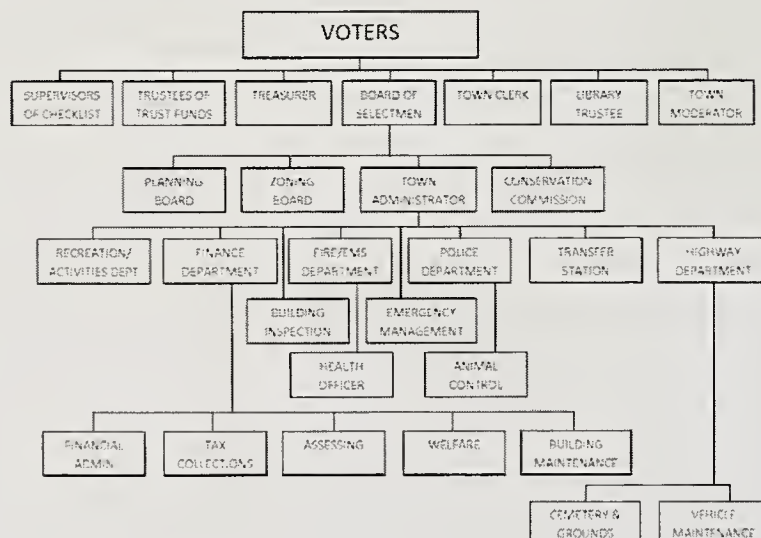 VOTERS
SUPERVISORS
OF CHECKLIST
TRUSTEES OF
TRUST FUNDS
TREASURER
BOARD OF
SELECTMEN
TOWN CLERK
LIBRARY
TRUSTEE
TOWN
MODERATOR
PLANNING
BOARD
ZONING
BOARD
TOWN
ADMINISTRATOR
CONSERVATION
COMMISSION
RECREATION/
ACTIVITIES DEPT
FINANCE
DEPARTMENT
FIRE/EMS
DEPARTMENT
POLICE
DEPARTMENT
TRANSFER
STATION
HIGHWAY
DEPARTMENT
BUILDING
INSPECTION
EMERGENCY
MANAGEMENT
HEALTH
OFFICER
ANIMAL
CONTROL
FINANCIAL
ADMIN
TAX
COLLECTIONS
ASSESSING
WELFARE
BUILDING
MAINTENANCE
CEMETERY &
GROUNDS
VEHICLE
MAINTENANCE